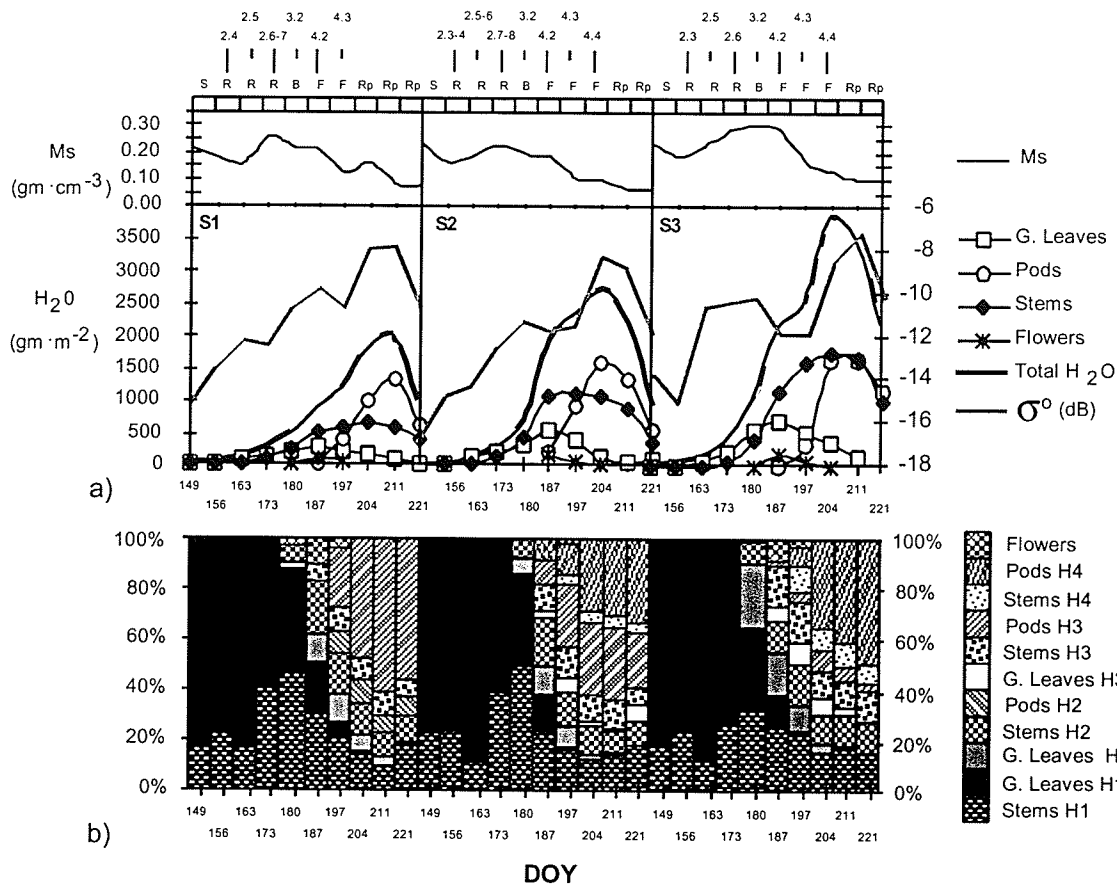 2.5 3.2 4.3 2.5-6 3.2 4.3 2.5 3.2 4.3
2.4 2.6-7 4.2 2.3-4 2.7-8 4.2 4.4 2.3 2.6 4.2 4.4
S R R R B F F Rp Rp Rp S R R R B F F F Rp Rp S R R R B F F F Rp Rp
0.30
Ms 0.20
(gm·cm-3) 0.10
0.00
Ms
S1 S2 S3
-6
3500
-8
3000
H20 2500
-10
(gm·m-2) 2000
-12
1500
-14
1000
-16
500
0
-18
G. Leaves
Pods
Stems
Flowers
Total H2O
σo (dB)
149 163 180 197 211 156 173 187 204 221 163 180 197 211
156 173 187 204 221 163 180 197 211 156 173 187 204 221
a)
100% 100%
80% 80%
60% 60%
40% 40%
20% 20%
0% 0%
Flowers
Pods H4
Stems H4
Pods H3
Stems H3
G. Leaves H3
Pods H2
Stems H2
G. Leaves H
G. Leaves H1
Stems H1
149 163 180 197 211 149 163 180 197 211 149 163 180 197 211
156 173 187 204 221 156 173 187 204 221 156 173 187 204 221
b)
DOY